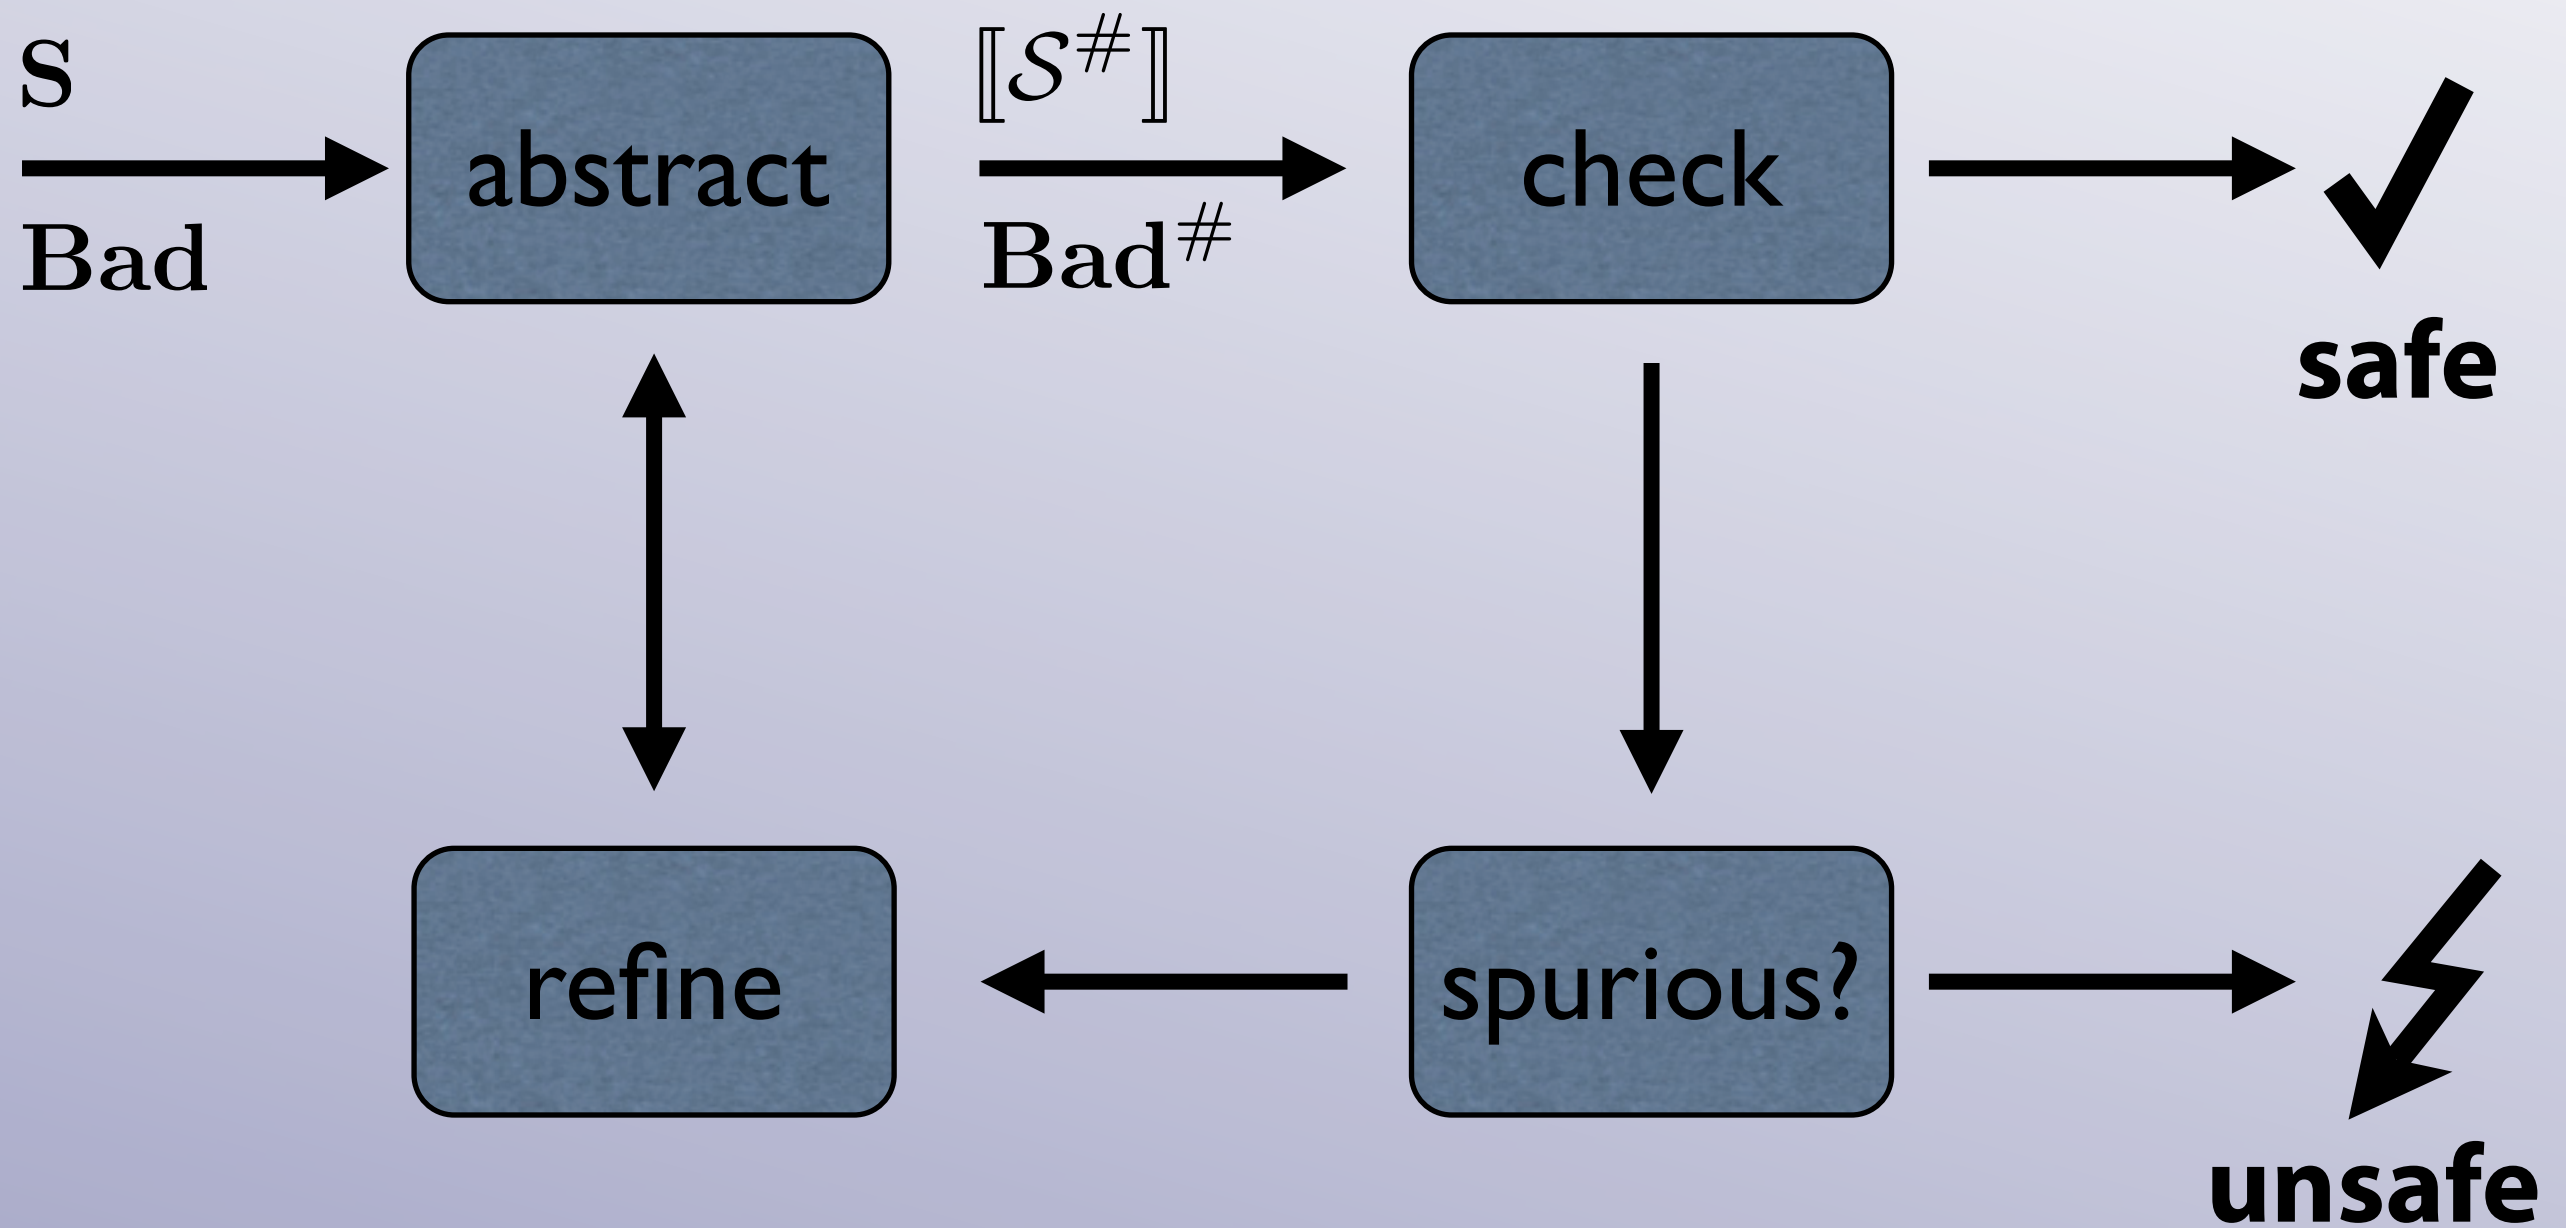 S
Bad
abstract
⟦𝒮^#⟧
Bad^#
check
safe
refine
spurious?
unsafe